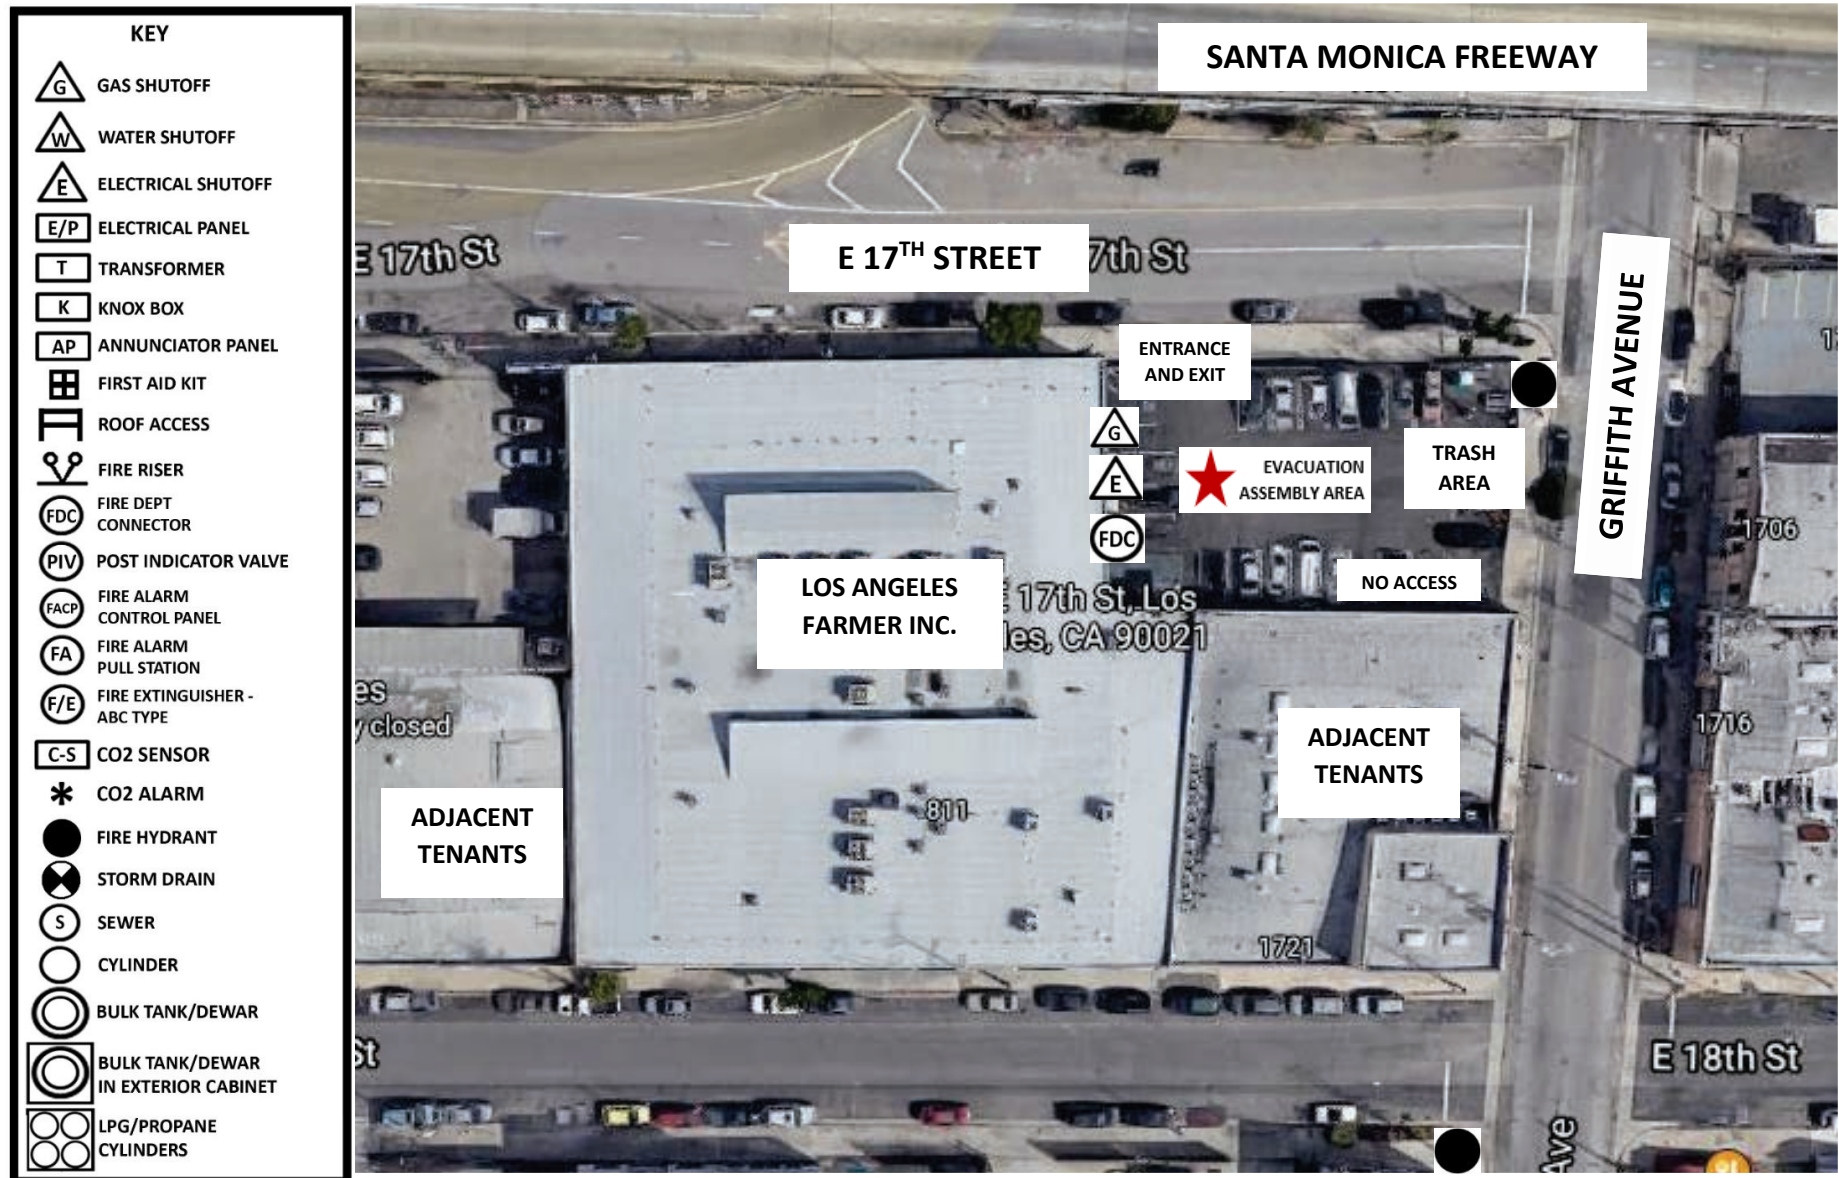 KEY
G GAS SHUTOFF
W WATER SHUTOFF
E ELECTRICAL SHUTOFF
E/P ELECTRICAL PANEL
T TRANSFORMER
K KNOX BOX
AP ANNUNCIATOR PANEL
FIRST AID KIT
ROOF ACCESS
FIRE RISER
FDC FIRE DEPT
CONNECTOR
PIV POST INDICATOR VALVE
FACP FIRE ALARM
CONTROL PANEL
FA FIRE ALARM
PULL STATION
F/E FIRE EXTINGUISHER -
ABC TYPE
C-S CO2 SENSOR
* CO2 ALARM
FIRE HYDRANT
STORM DRAIN
S SEWER
CYLINDER
BULK TANK/DEWAR
BULK TANK/DEWAR
IN EXTERIOR CABINET
LPG/PROPANE
CYLINDERS
SANTA MONICA FREEWAY
E 17th St
E 17TH STREET
7th St
GRIFFITH AVENUE
ENTRANCE
AND EXIT
G
E
FDC
EVACUATION
ASSEMBLY AREA
TRASH
AREA
NO ACCESS
1706
LOS ANGELES
FARMER INC.
17th St, Los
les, CA 90021
es
y closed
1716
ADJACENT
TENANTS
ADJACENT
TENANTS
811
1721
St
E 18th St
Ave